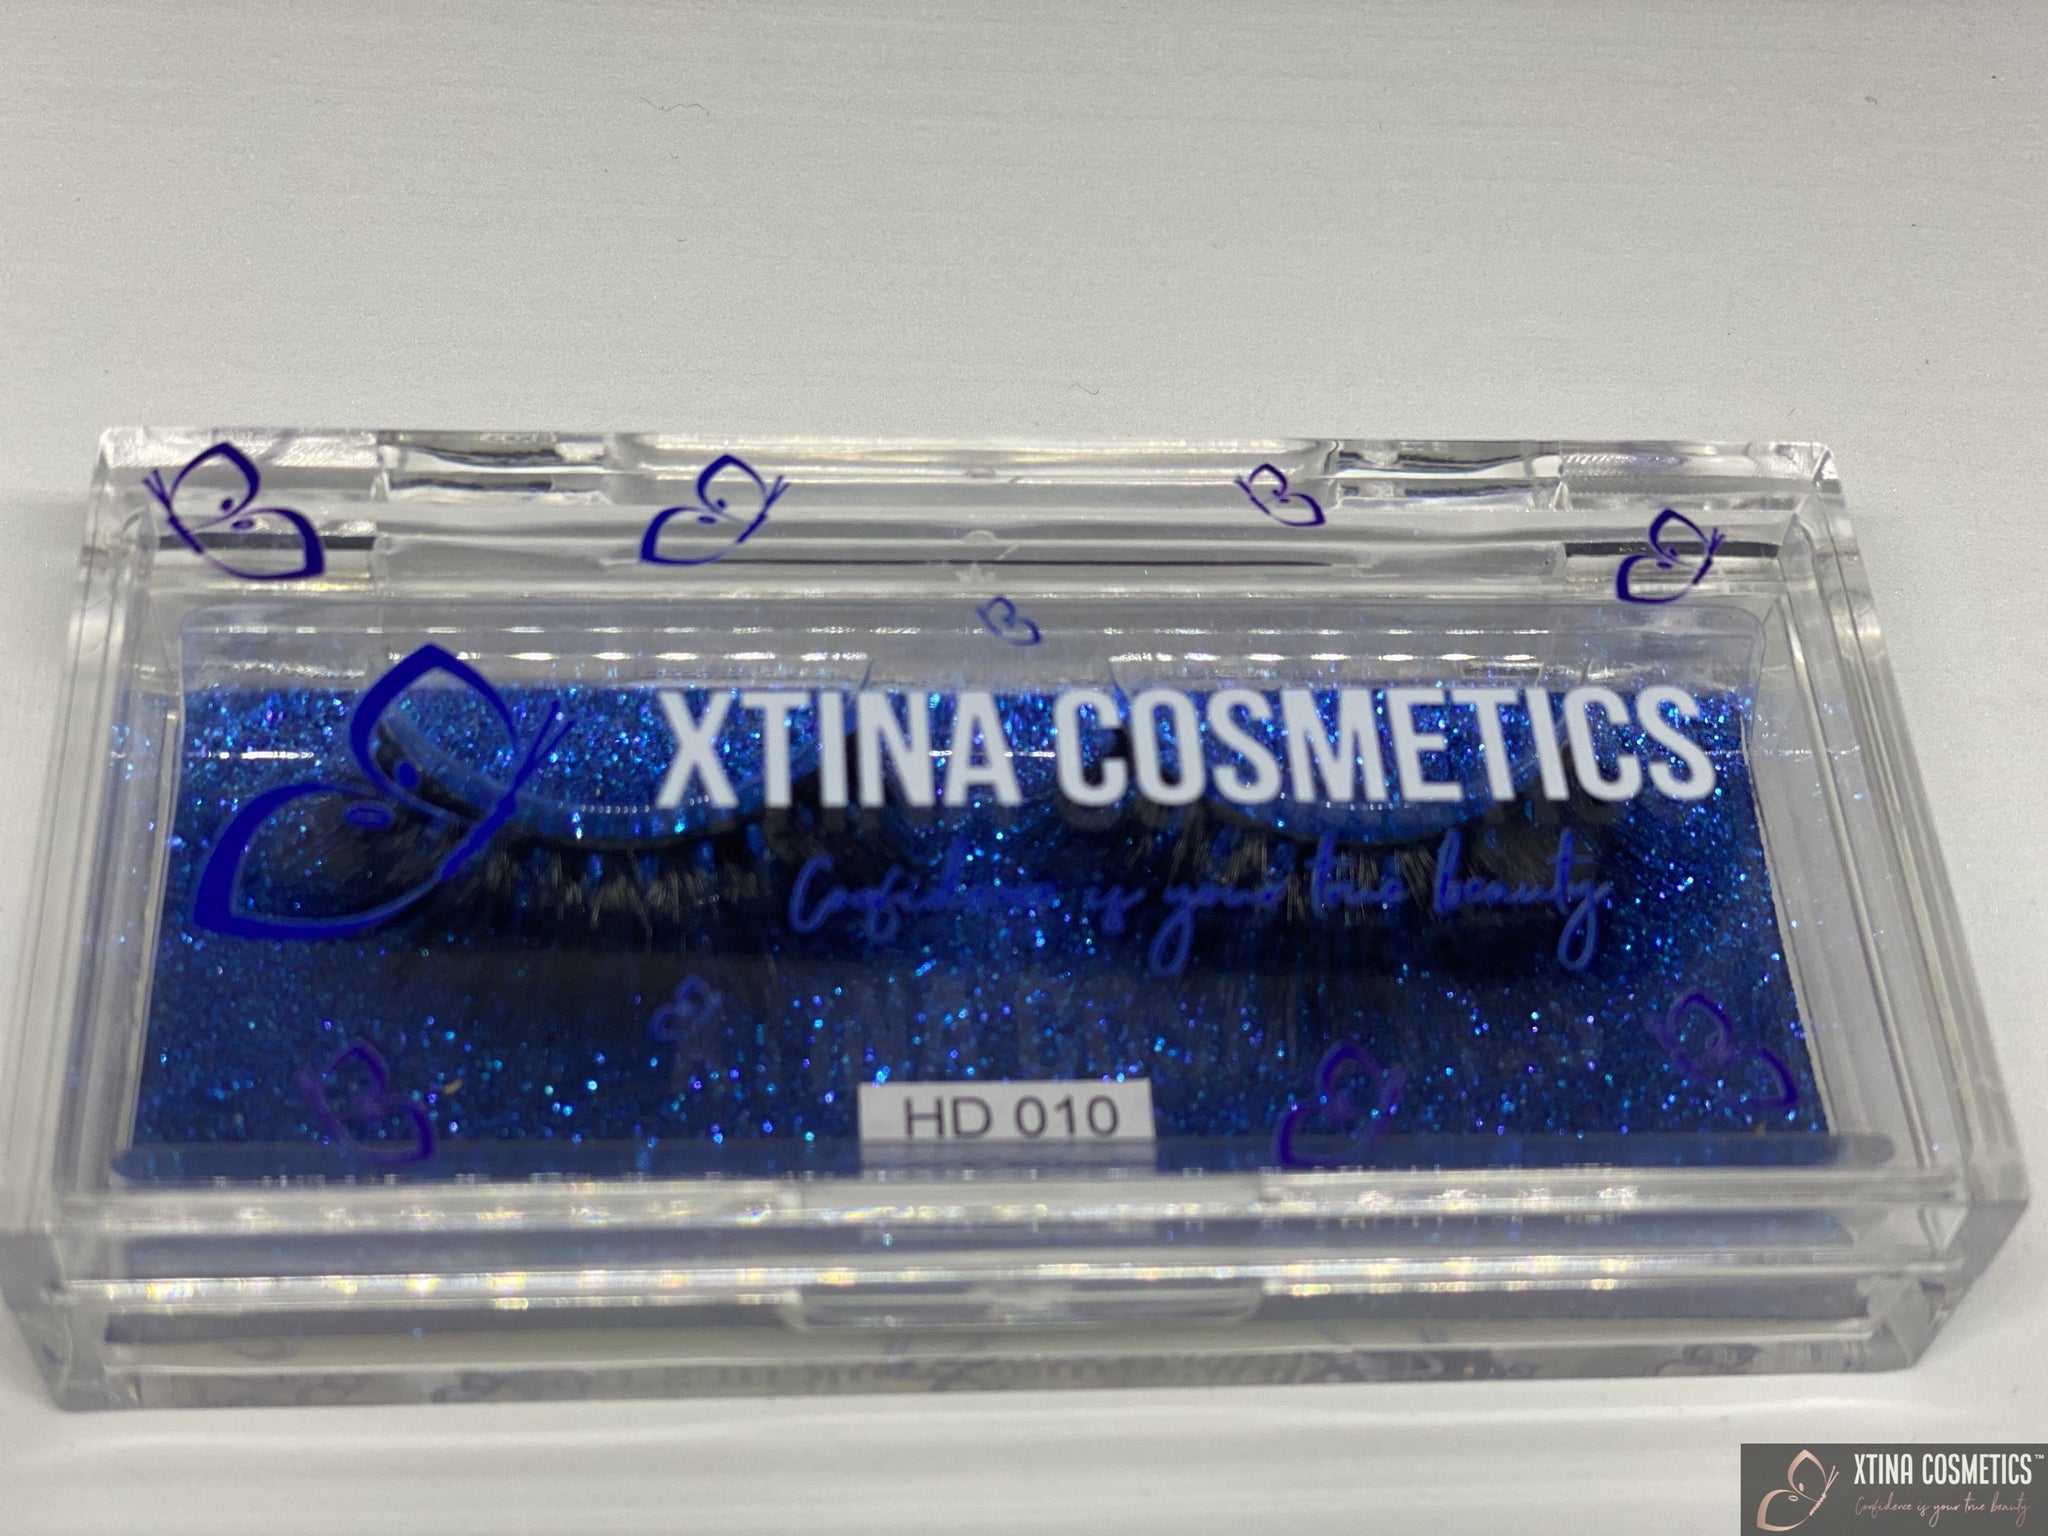 XTINA COSMETICS
Confidence is your true beauty
HD 010
XTINA COSMETICS™
Confidence is your true beauty